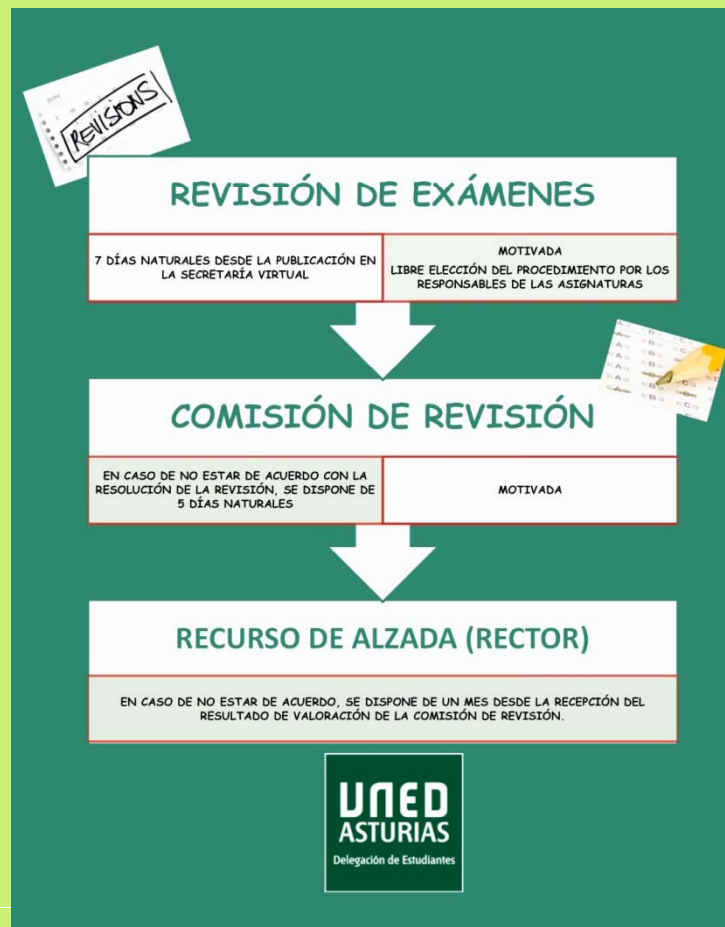 REVISIONS
REVISIÓN DE EXÁMENES
7 DÍAS NATURALES DESDE LA PUBLICACIÓN EN
LA SECRETARÍA VIRTUAL
MOTIVADA
LIBRE ELECCIÓN DEL PROCEDIMIENTO POR LOS
RESPONSABLES DE LAS ASIGNATURAS
COMISIÓN DE REVISIÓN
EN CASO DE NO ESTAR DE ACUERDO CON LA
RESOLUCIÓN DE LA REVISIÓN, SE DISPONE DE
5 DÍAS NATURALES
MOTIVADA
RECURSO DE ALZADA (RECTOR)
EN CASO DE NO ESTAR DE ACUERDO, SE DISPONE DE UN MES DESDE LA RECEPCIÓN DEL
RESULTADO DE VALORACIÓN DE LA COMISIÓN DE REVISIÓN.
UNED
ASTURIAS
Delegación de Estudiantes